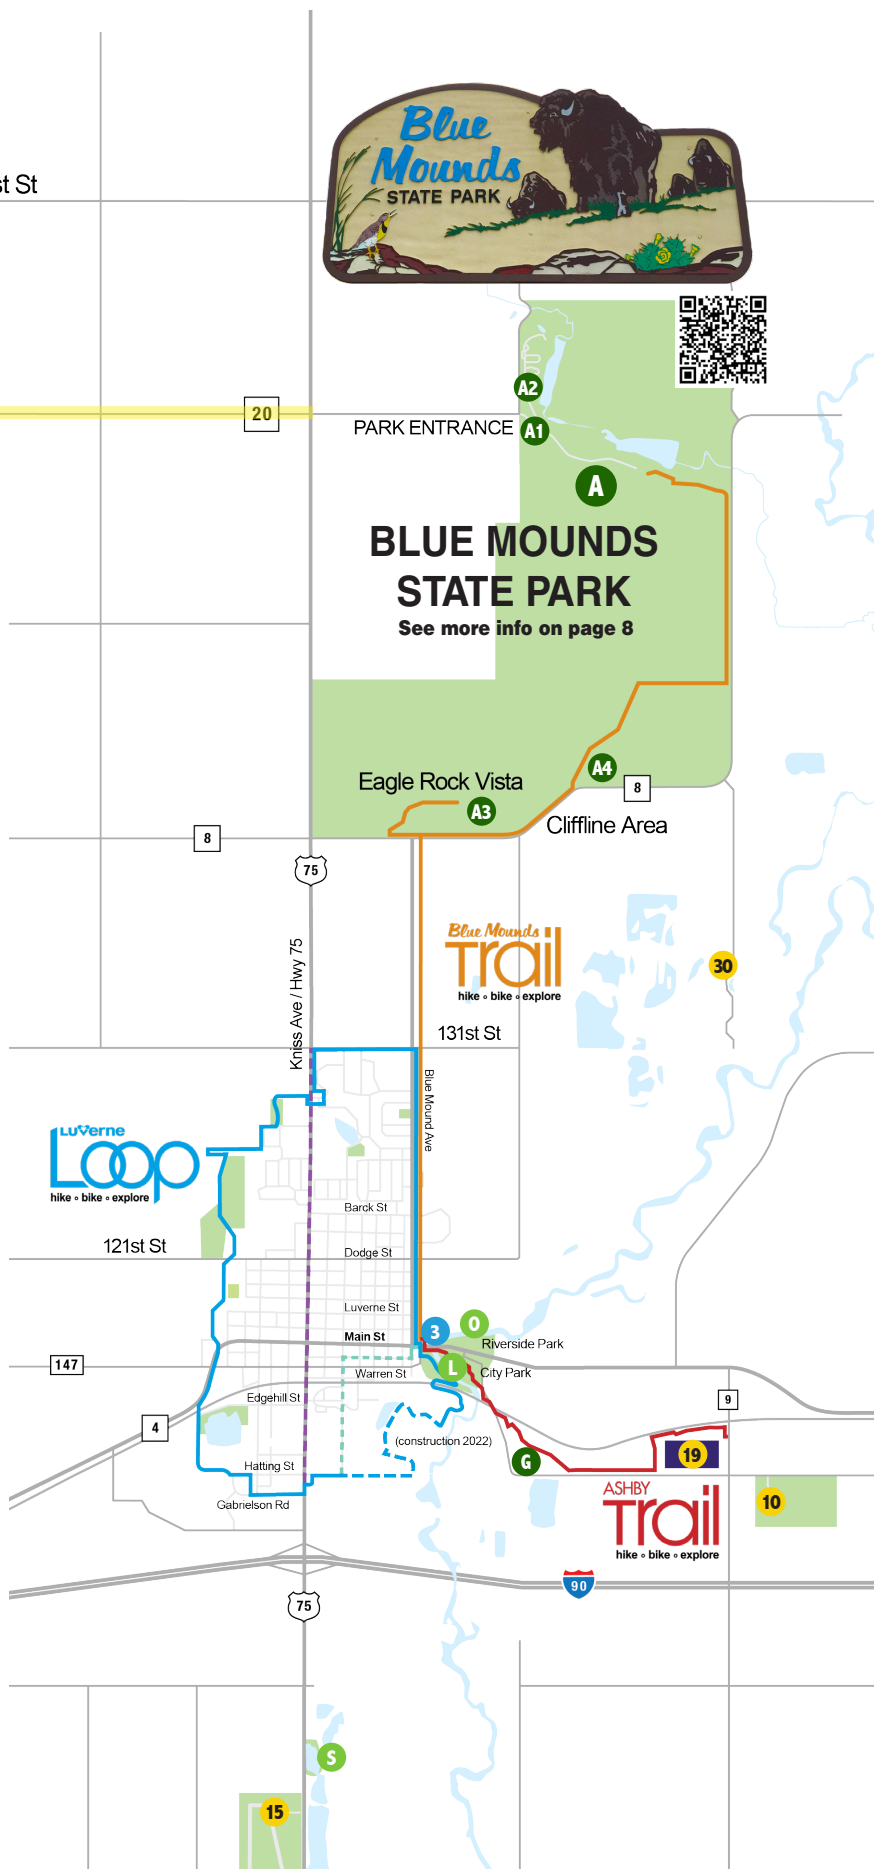 Blue
Mounds
STATE PARK
st St
A2
20
PARK ENTRANCE
A1
A
BLUE MOUNDS
STATE PARK
See more info on page 8
A4
Eagle Rock Vista
8
A3
Cliffline Area
8
75
Blue Mounds
Trail
hike • bike • explore
30
Kniss Ave / Hwy 75
131st St
Blue Mound Ave
LUVerne
Loop
hike • bike • explore
Barck St
121st St
Dodge St
Luverne St
O
3
Main St
Riverside Park
147
L
City Park
Warren St
Edgehill St
9
4
(construction 2022)
19
G
Hatting St
ASHBY
Trail
hike • bike • explore
10
Gabrielson Rd
90
75
S
15